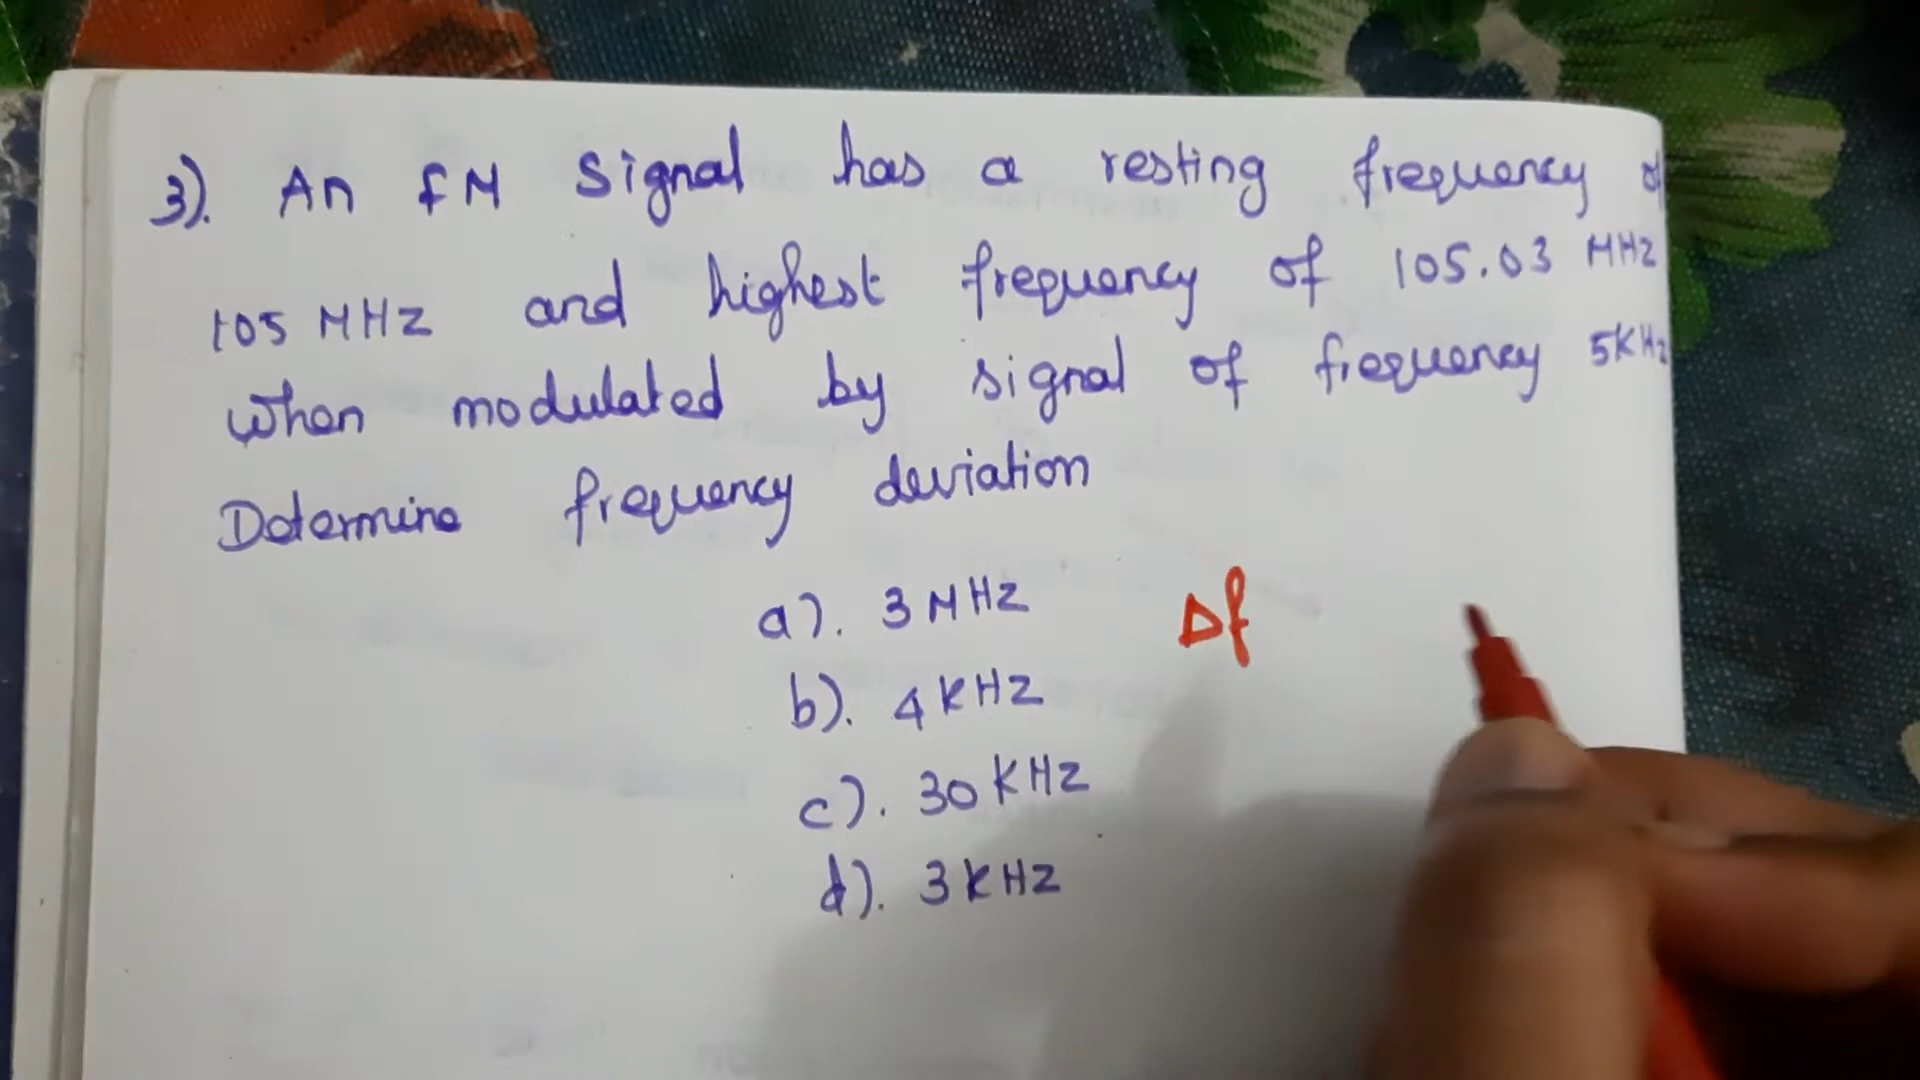 3). An FM signal has a resting frequency of
105 MHz and highest frequency of 105.03 MHz
when modulated by signal of frequency 5KHz
Determine frequency deviation
a). 3 MHz Δf
b). 4 KHz
c). 30 KHz
d). 3 KHz